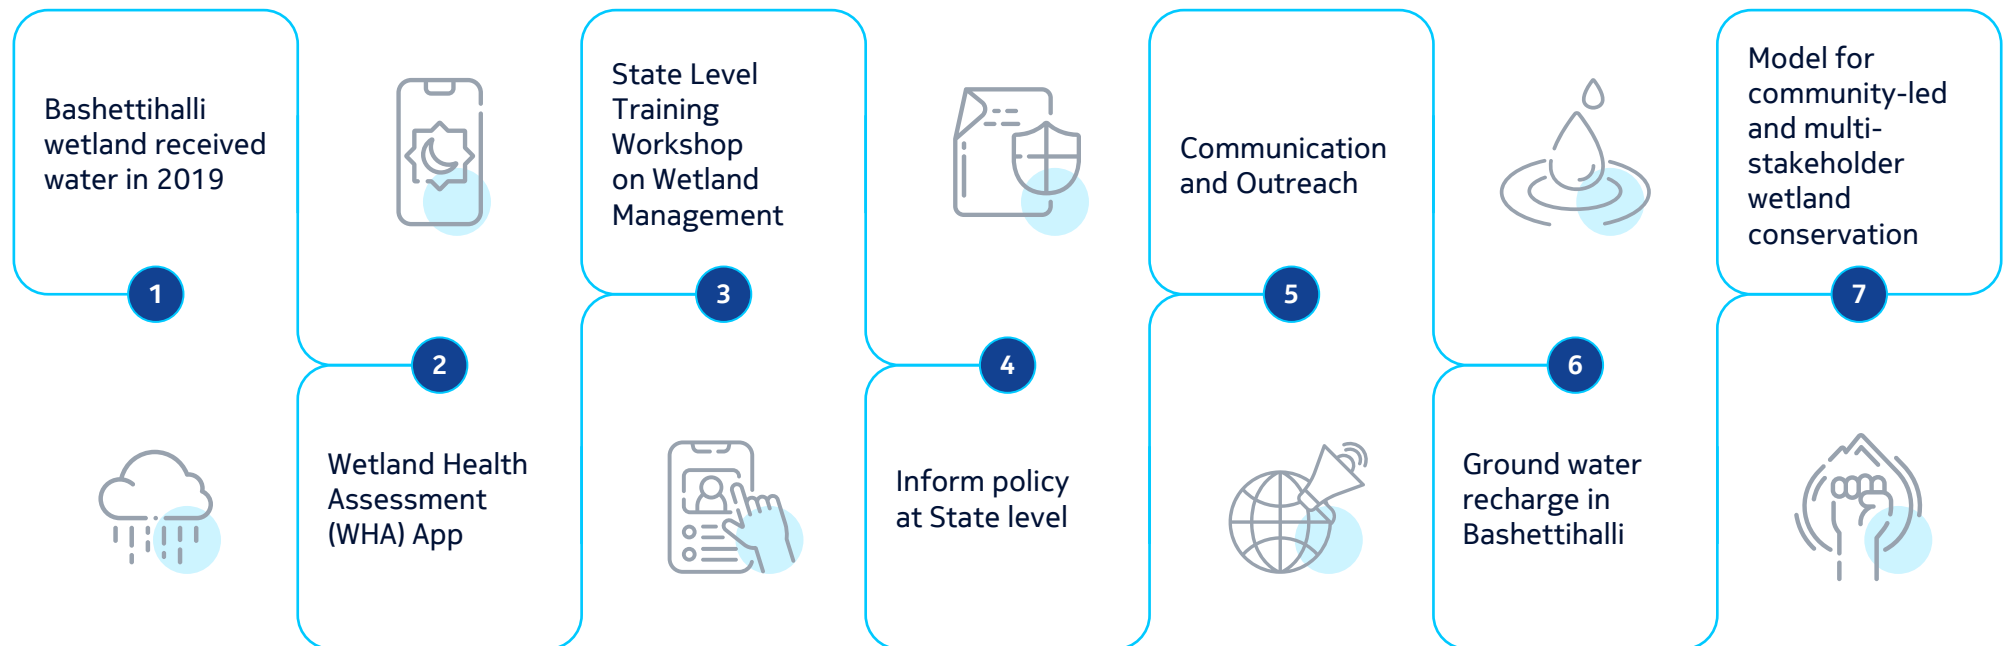 Bashettihalli
wetland received
water in 2019
1
2
Wetland Health
Assessment
(WHA) App
State Level
Training
Workshop
on Wetland
Management
3
4
Inform policy
at State level
Communication
and Outreach
5
6
Ground water
recharge in
Bashettihalli
Model for
community-led
and multi-
stakeholder
wetland
conservation
7